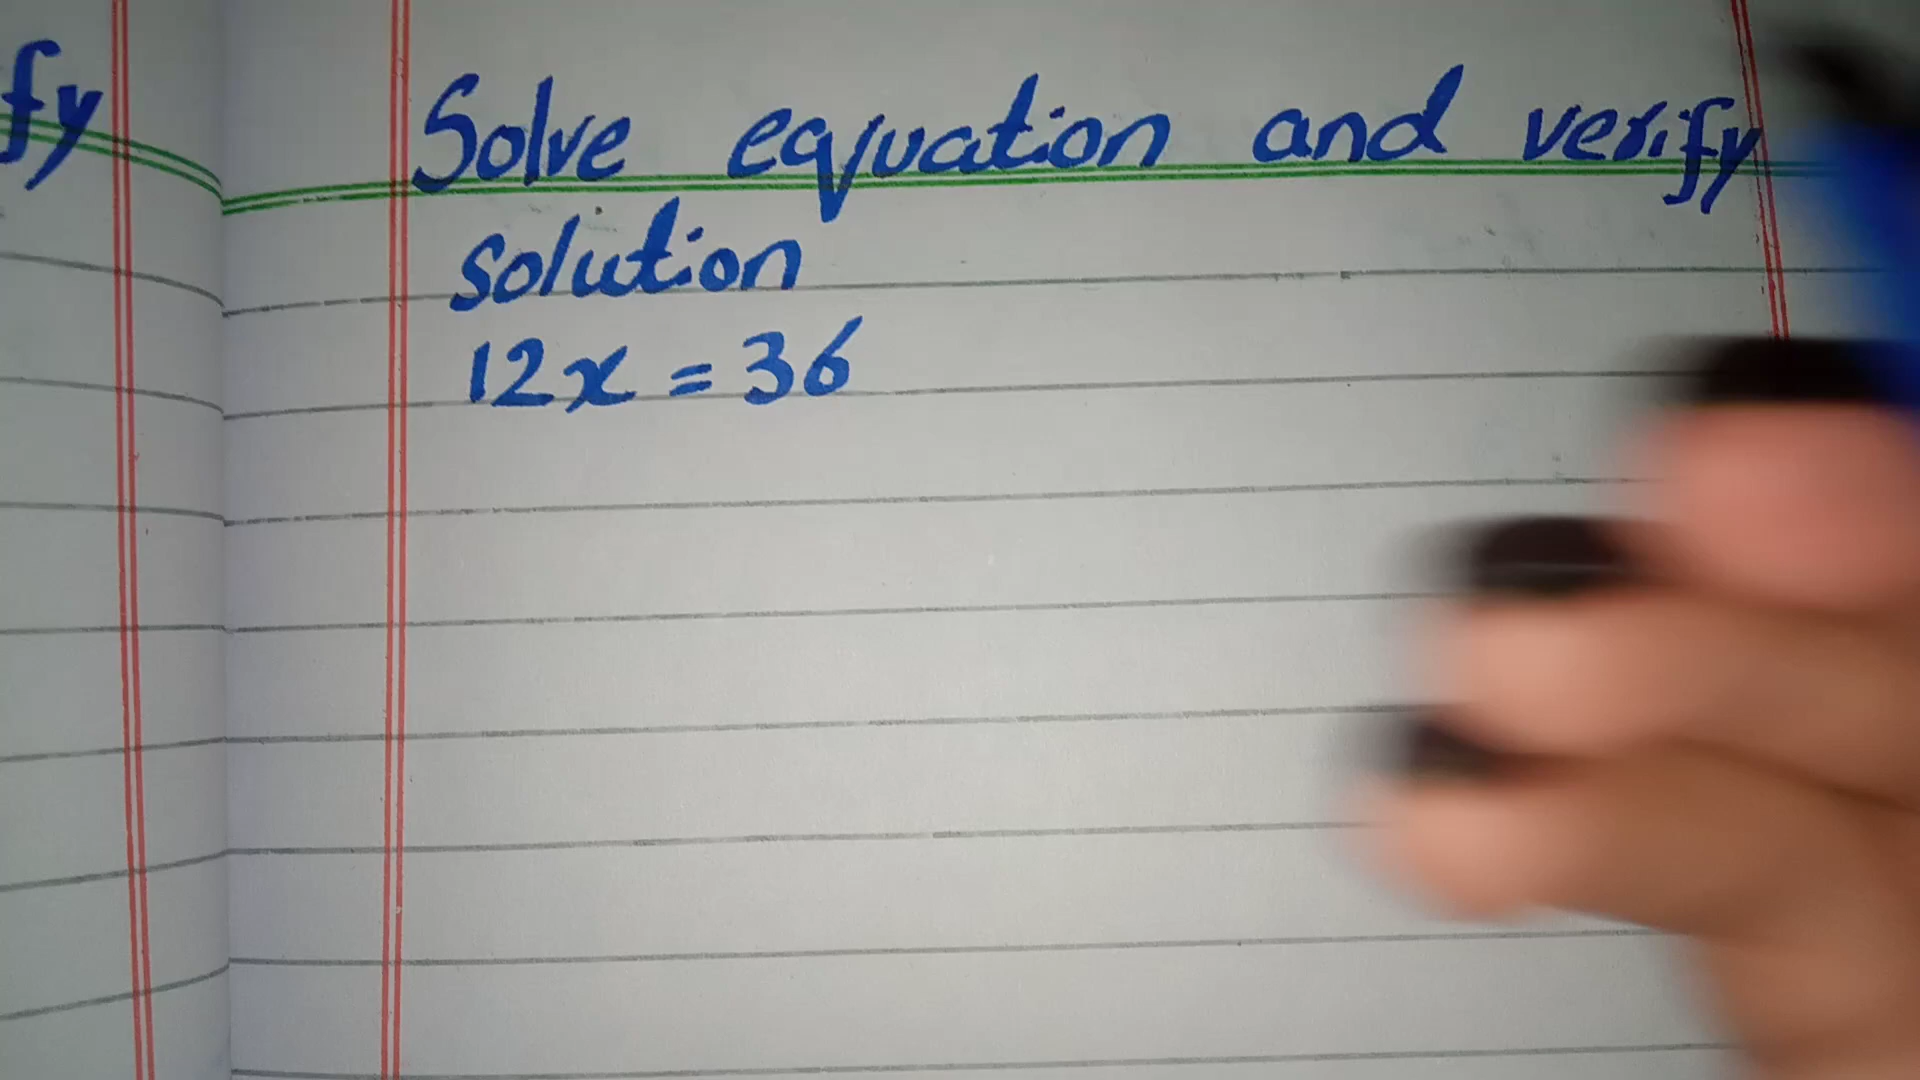 fy
Solve equation and verify
solution
12x = 36